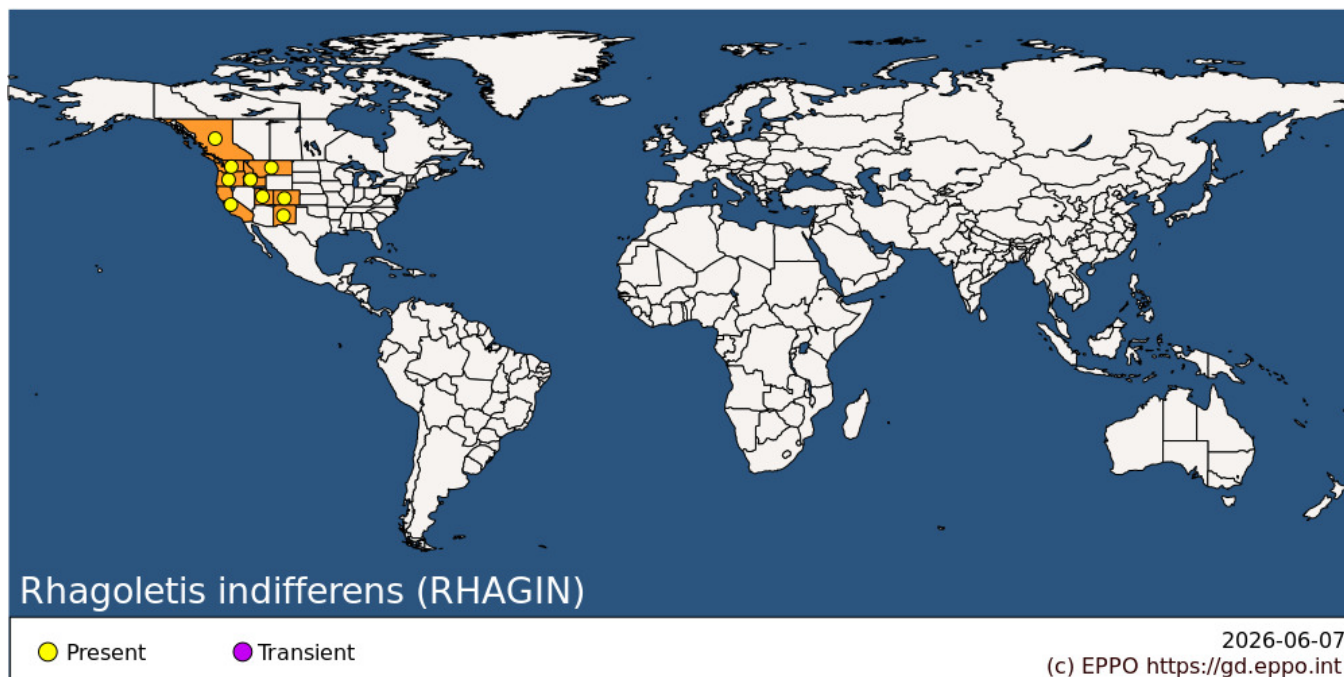 Rhagoletis indifferens (RHAGIN)
Present
Transient
2026-06-07
(c) EPPO https://gd.eppo.int